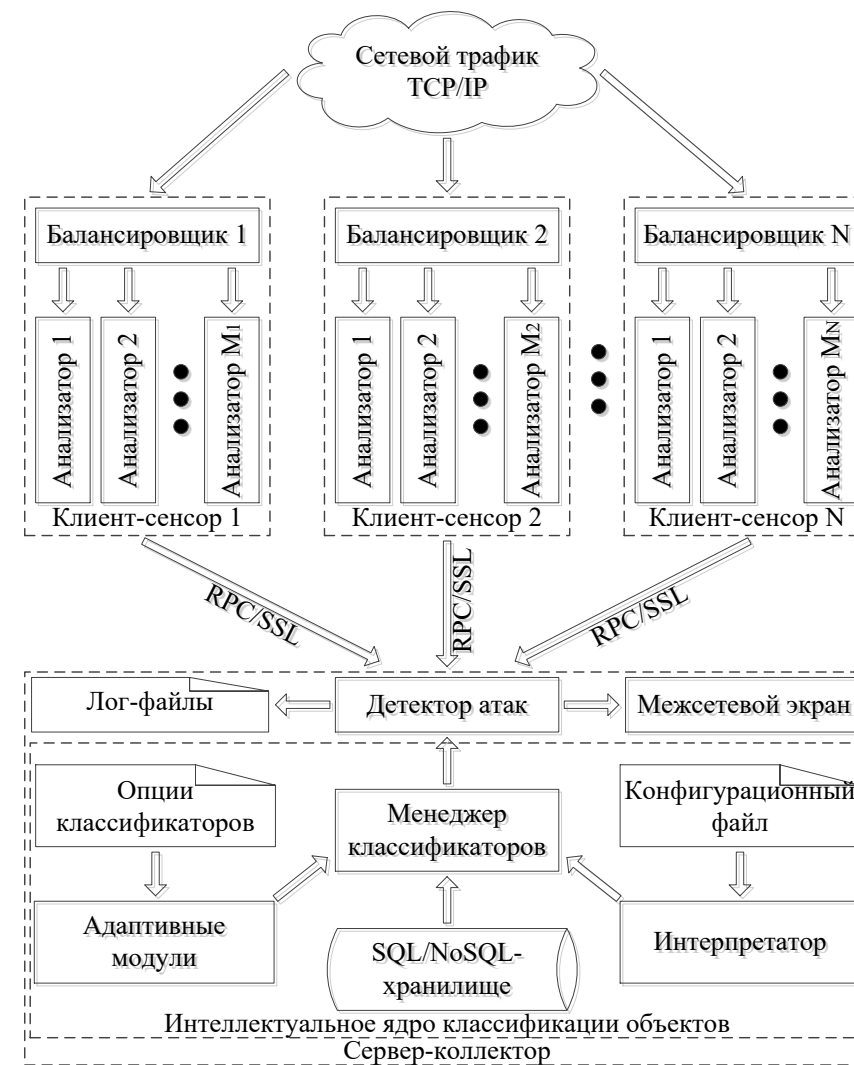 Сетевой трафик
TCP/IP
Балансировщик 1
Балансировщик 2
Балансировщик N
Анализатор 1
Анализатор 2
Анализатор M1
Анализатор 1
Анализатор 2
Анализатор M2
Анализатор 1
Анализатор 2
Анализатор MN
Клиент-сенсор 1
Клиент-сенсор 2
Клиент-сенсор N
RPC/SSL
RPC/SSL
RPC/SSL
Лог-файлы
Детектор атак
Межсетевой экран
Опции
классификаторов
Менеджер
классификаторов
Конфигурационный
файл
Адаптивные
модули
SQL/NoSQL-
хранилище
Интерпретатор
Интеллектуальное ядро классификации объектов
Сервер-коллектор